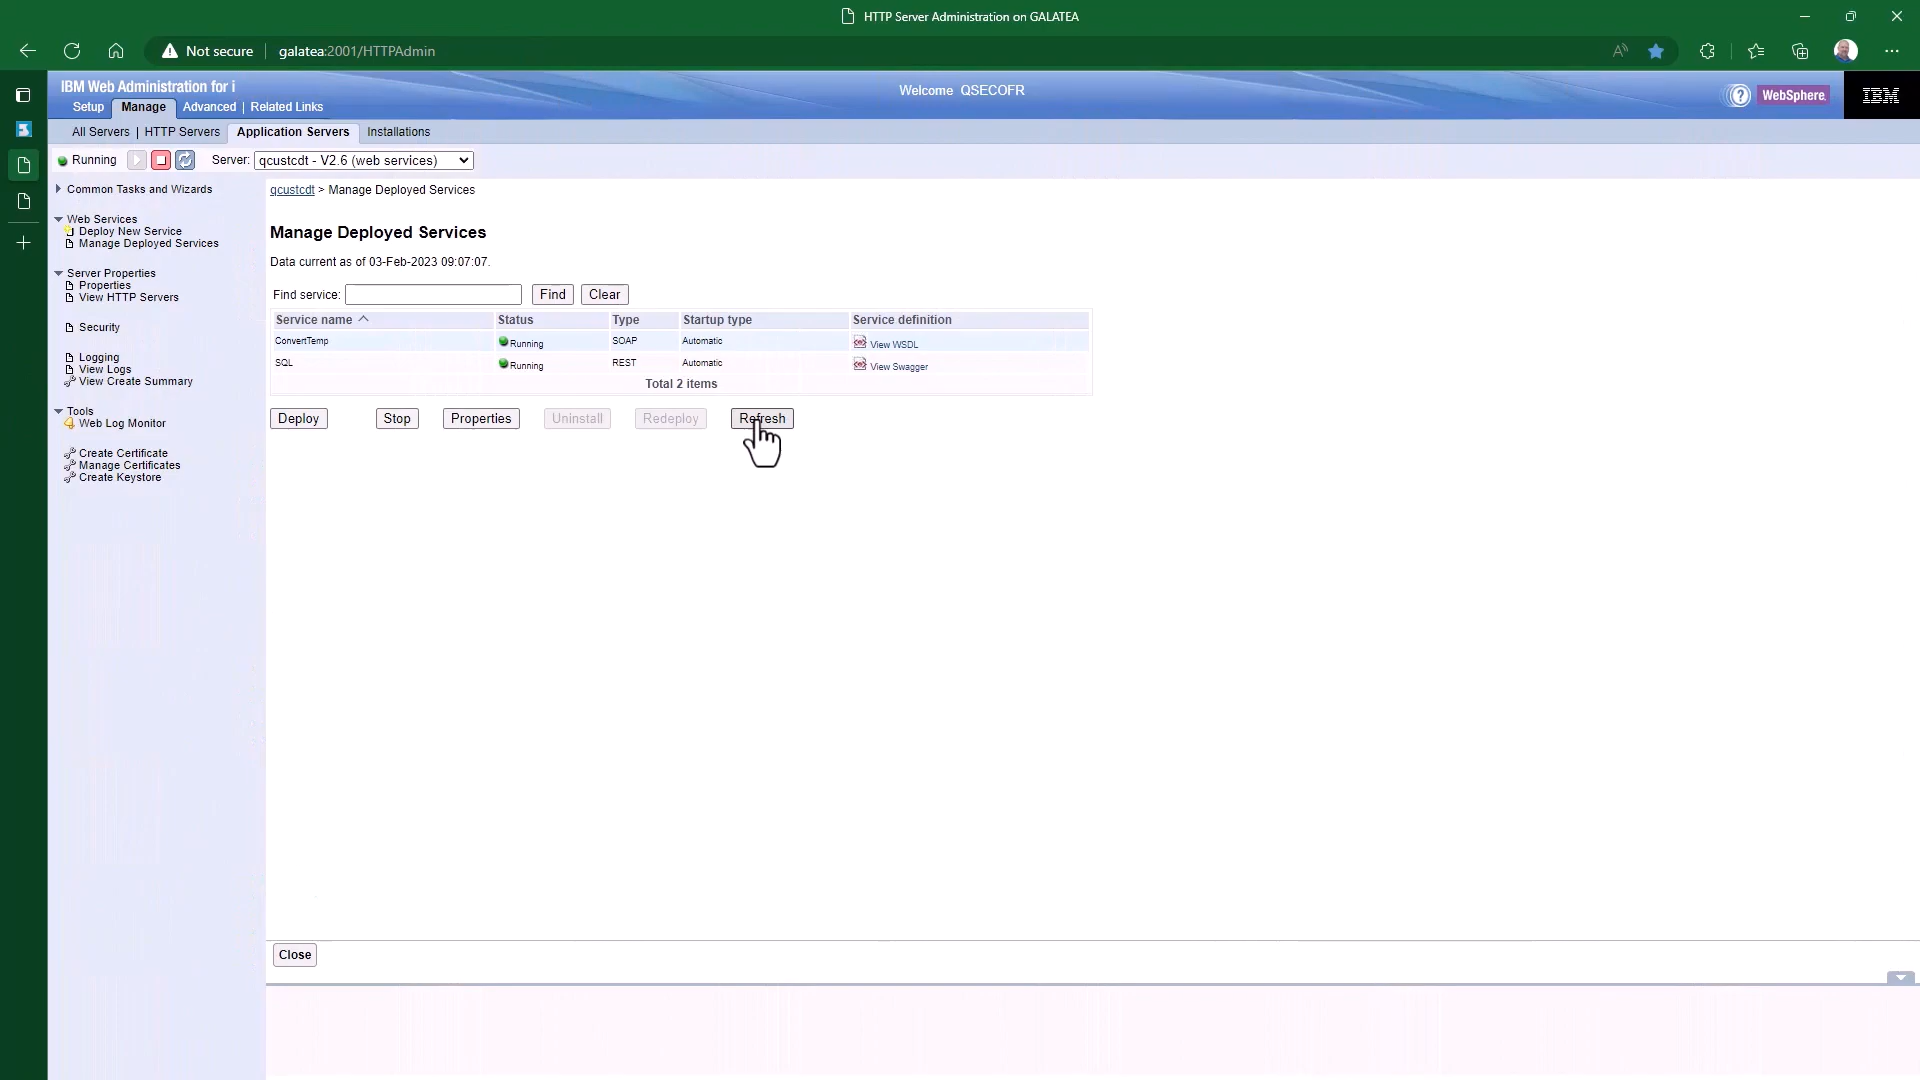 HTTP Server Administration on GALATEA
Not secure galatea:2001/HTTPAdmin
IBM Web Administration for i
Welcome QSECOFR
WebSphere.
IBM
Setup Manage Advanced | Related Links
All Servers | HTTP Servers Application Servers Installations
Running Server: qcustcdt - V2.6 (web services)
Common Tasks and Wizards
Web Services
Deploy New Service
Manage Deployed Services
Server Properties
Properties
View HTTP Servers
Security
Logging
View Logs
View Create Summary
Tools
Web Log Monitor
Create Certificate
Manage Certificates
Create Keystore
qcustcdt > Manage Deployed Services
Manage Deployed Services
Data current as of 03-Feb-2023 09:07:07.
Find service: Find Clear
Service name Status Type Startup type Service definition
ConvertTemp Running SOAP Automatic View WSDL
SQL Running REST Automatic View Swagger
Total 2 items
Deploy Stop Properties Uninstall Redeploy Refresh
Close